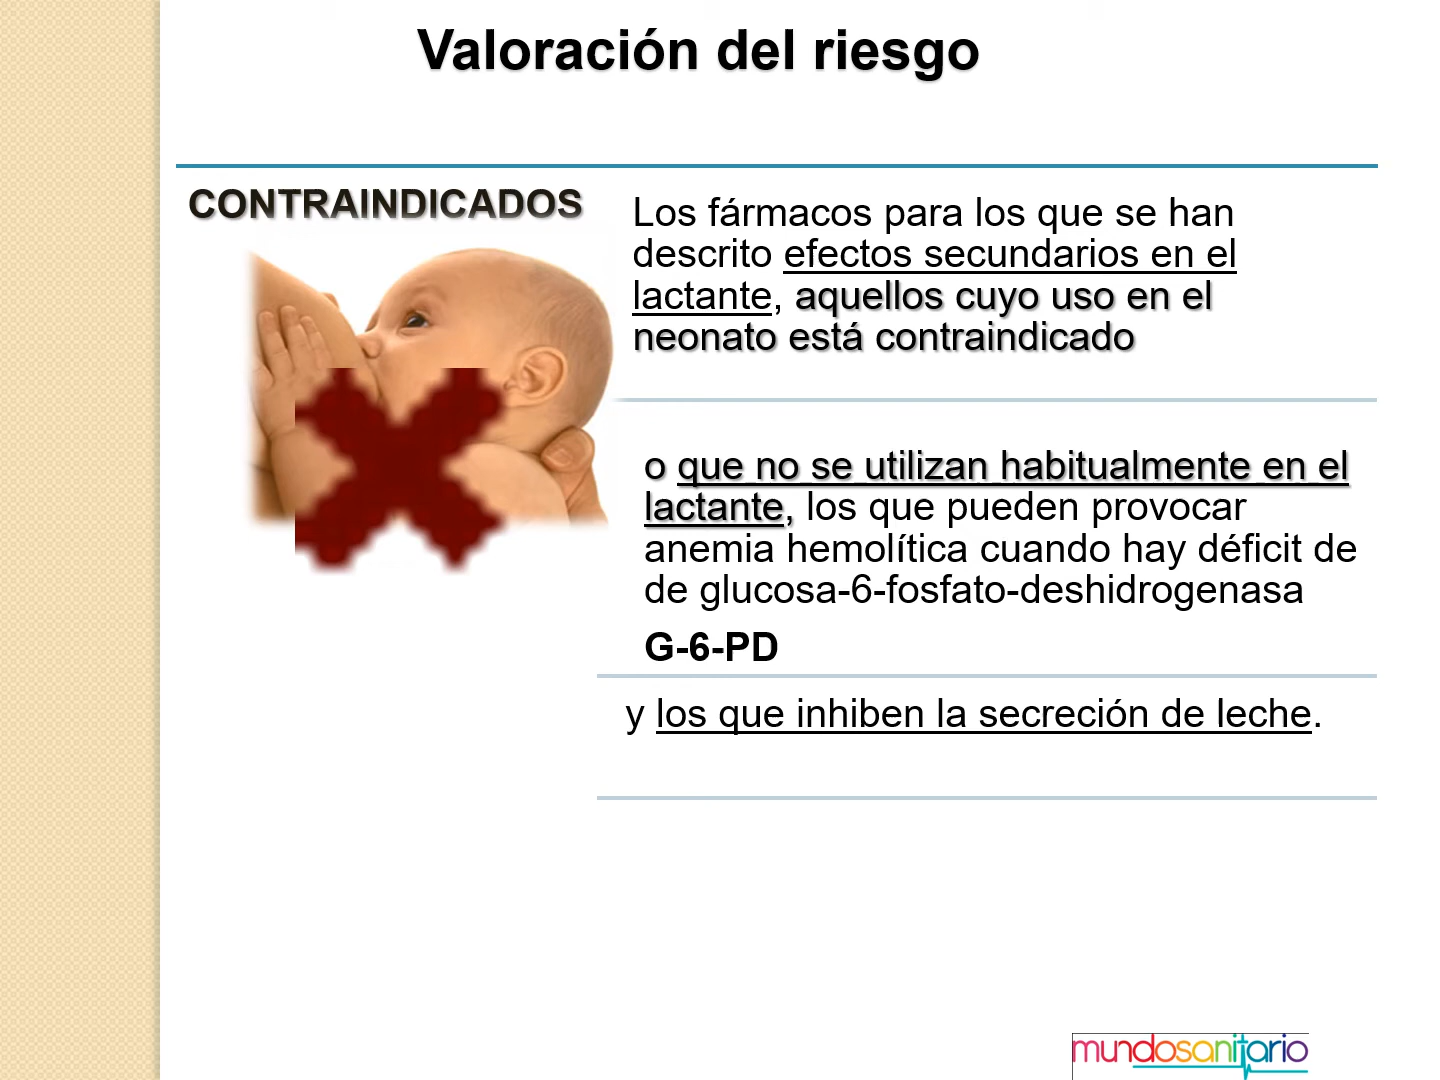 Valoración del riesgo
CONTRAINDICADOS
Los fármacos para los que se han
descrito efectos secundarios en el
lactante, aquellos cuyo uso en el
neonato está contraindicado
o que no se utilizan habitualmente en el
lactante, los que pueden provocar
anemia hemolítica cuando hay déficit de
de glucosa-6-fosfato-deshidrogenasa
G-6-PD
y los que inhiben la secreción de leche.
mundosanitario